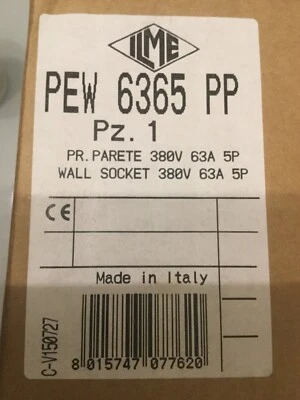 ILME
PEW 6365 PP
Pz. 1
PR. PARETE 380V 63A 5P
WALL SOCKET 380V 63A 5P
CE
Made in Italy
C-V150727
8 015747 077620